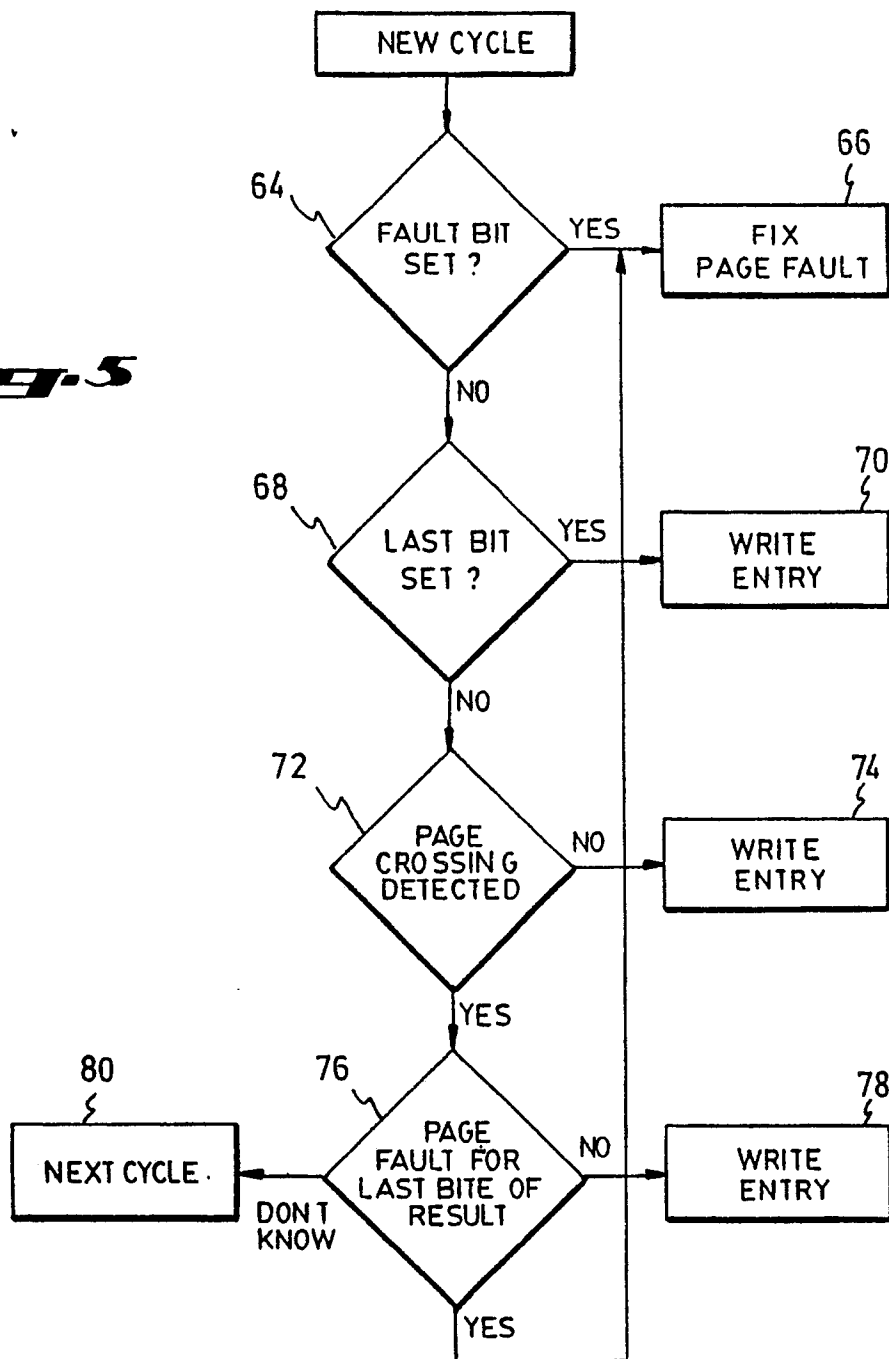 NEW CYCLE
64
FAULT BIT
SET ?
YES
66
FIX
PAGE FAULT
g.5
NO
68
LAST BIT
SET ?
YES
70
WRITE
ENTRY
NO
72
PAGE
CROSSING
DETECTED
NO
74
WRITE
ENTRY
YES
80
NEXT CYCLE.
76
PAGE
FAULT FOR
LAST BITE OF
RESULT
NO
78
WRITE
ENTRY
DONT
KNOW
YES